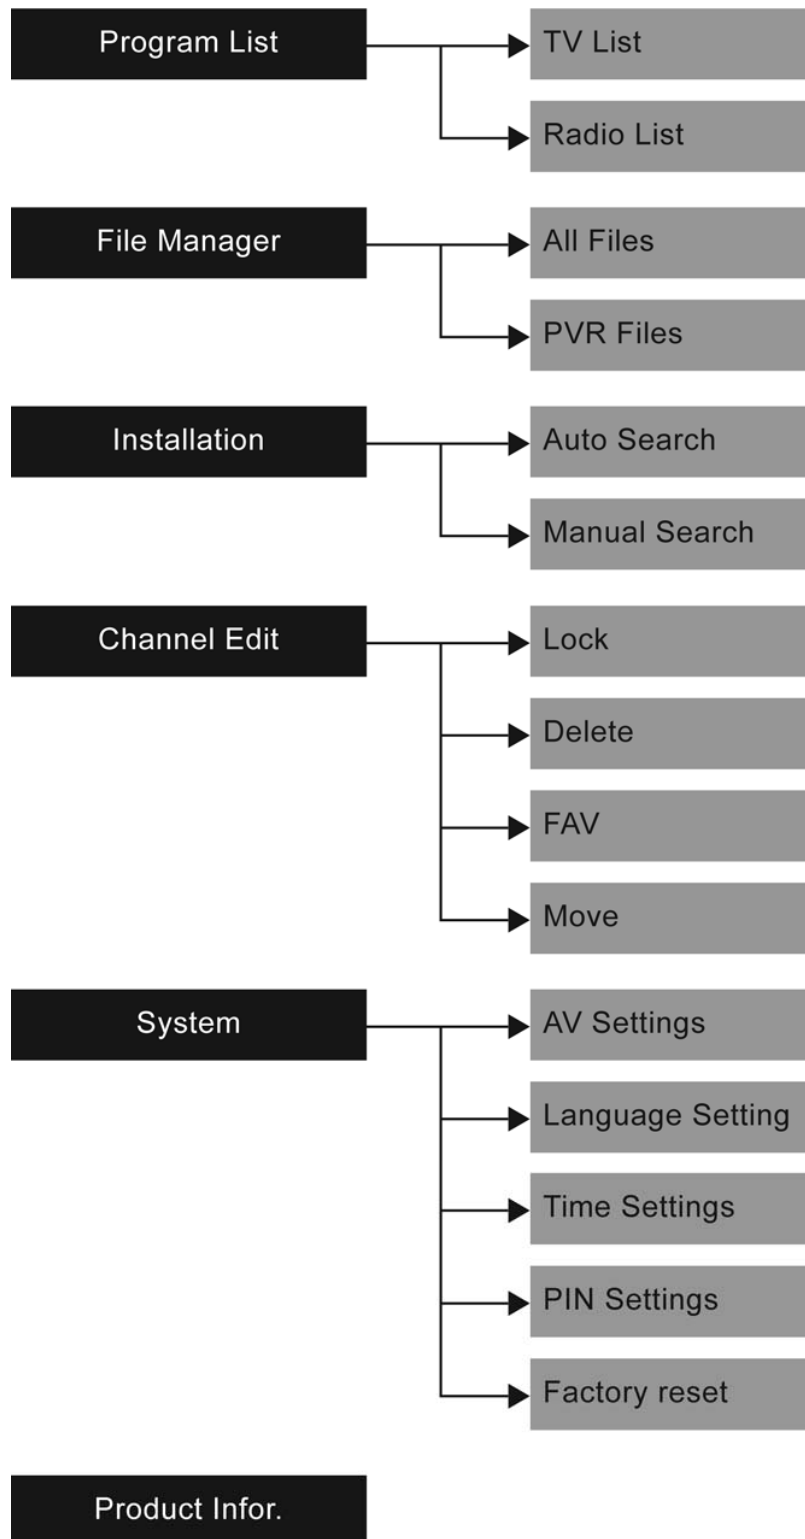 Program List
TV List
Radio List
File Manager
All Files
PVR Files
Installation
Auto Search
Manual Search
Channel Edit
Lock
Delete
FAV
Move
System
AV Settings
Language Setting
Time Settings
PIN Settings
Factory reset
Product Infor.